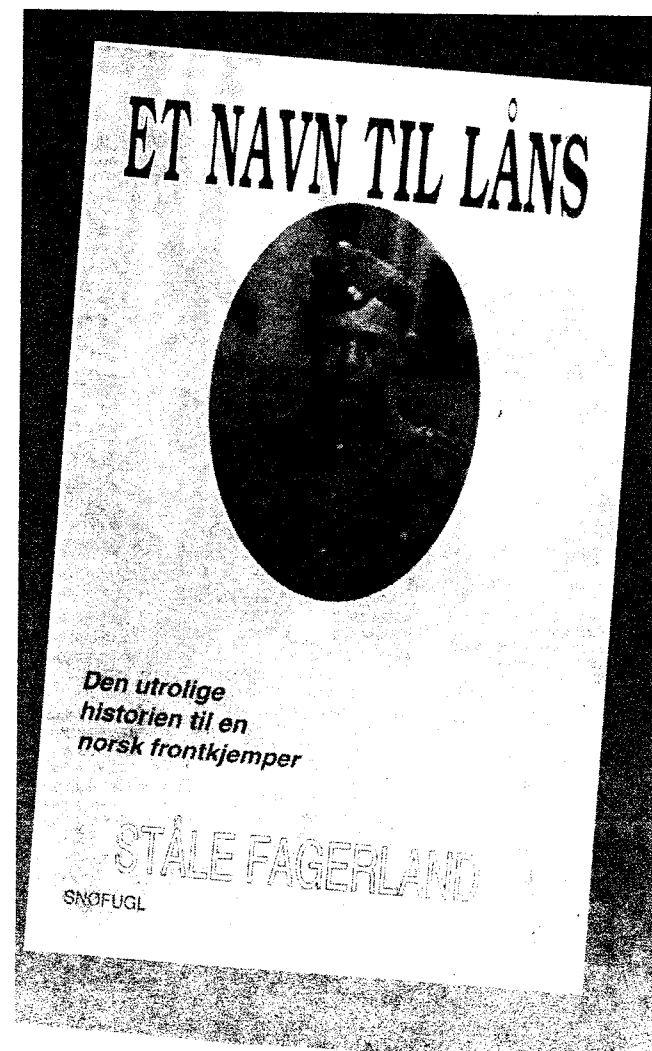 ET NAVN TIL LÅNS
Den utrolige
historien til en
norsk frontkjemper
STÅLE FAGERLAND
SNØFUGL